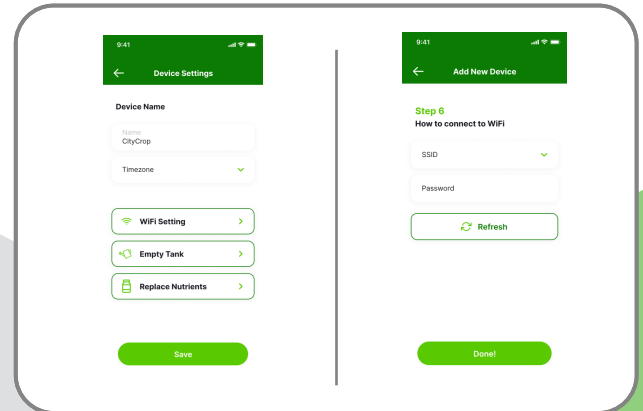 9:41
Device Settings
Device Name
Name
CityCrop
Timezone
WiFi Setting
Empty Tank
Replace Nutrients
Save
9:41
Add New Device
Step 6
How to connect to WiFi
SSID
Password
Refresh
Done!